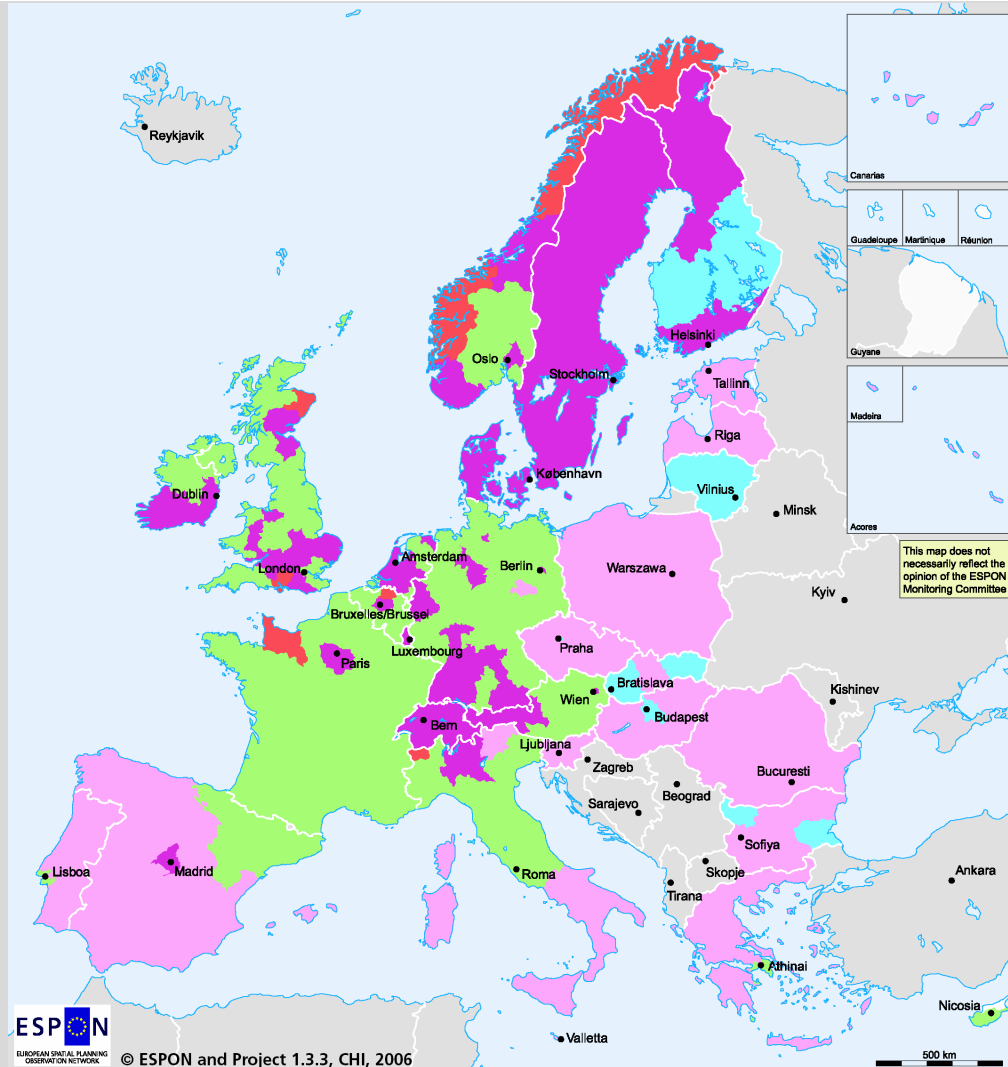 Reykjavik
Canarias
Guadeloupe Martinique Réunion
Guyane
Madeira
Acores
This map does not
necessarily reflect the
opinion of the ESPON
Monitoring Committee
Oslo
Helsinki
Stockholm
Tallinn
Riga
København
Vilnius
Dublin
Minsk
Amsterdam
London
Berlin
Warszawa
Kyiv
Bruxelles/Brussel
Luxembourg
Praha
Paris
Bratislava
Kishinev
Wien
Budapest
Bern
Ljubljana
Zagreb
Bucuresti
Beograd
Sarajevo
Sofiya
Lisboa
Madrid
Roma
Skopje
Ankara
Tirana
Athinai
Nicosia
Valletta
ESPON
EUROPEAN SPATIAL PLANNING
OBSERVATION NETWORK
© ESPON and Project 1.3.3, CHI, 2006
500 km